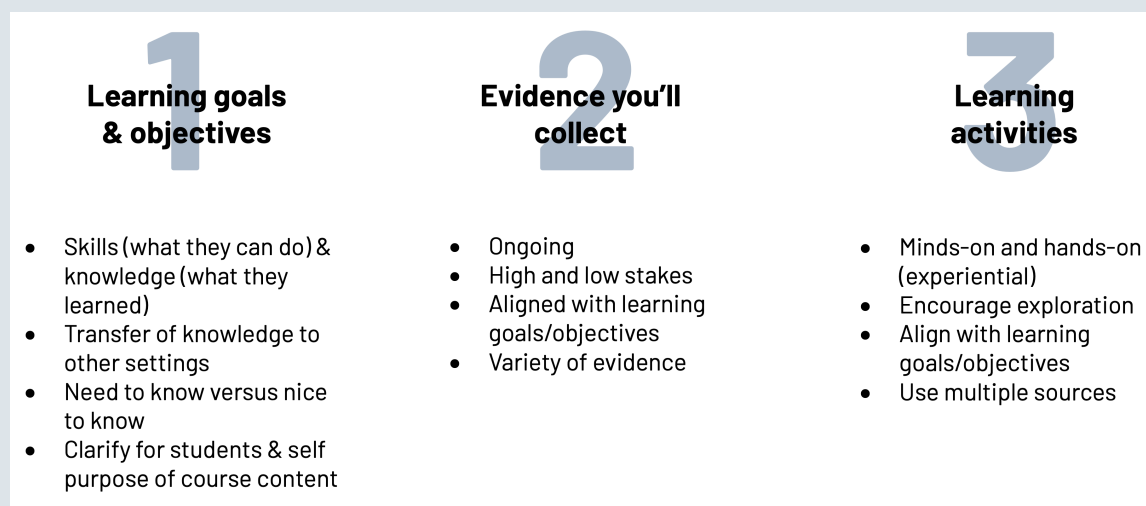 1
Learning goals
& objectives
• Skills (what they can do) &
knowledge (what they
learned)
• Transfer of knowledge to
other settings
• Need to know versus nice
to know
• Clarify for students & self
purpose of course content
2
Evidence you’ll
collect
• Ongoing
• High and low stakes
• Aligned with learning
goals/objectives
• Variety of evidence
3
Learning
activities
• Minds-on and hands-on
(experiential)
• Encourage exploration
• Align with learning
goals/objectives
• Use multiple sources